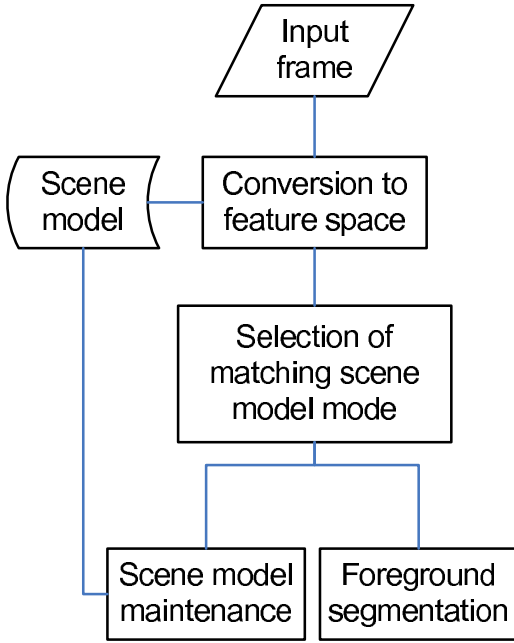 Input
frame
Scene
model
Conversion to
feature space
Selection of
matching scene
model mode
Scene model
maintenance
Foreground
segmentation